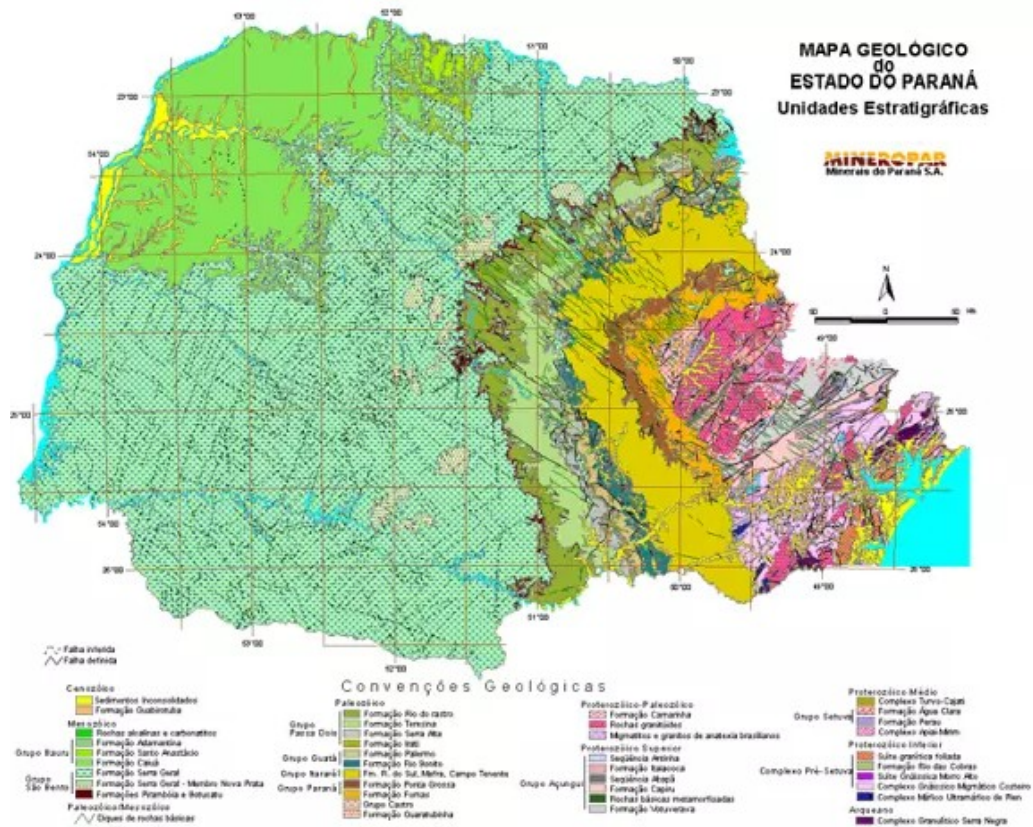 MAPA GEOLÓGICO
do
ESTADO DO PARANÁ
Unidades Estratigráficas
MINEROPAR
Minerais do Paraná S.A.
N
Falha inferida
Falha definida
Convenções Geológicas
Cenozóico
Sedimentos Inconsolidados
Formação Guabirotuba
Mesozóico
Rochas alcalinas e carbonatitos
Grupo Bauru
Formação Adamantina
Formação Santo Anastácio
Formação Caiuá
Grupo São Bento
Formação Serra Geral
Formação Serra Geral - Membro Nova Prata
Formações Pirambóia e Botucatu
Paleozóico/Mesozóico
Diques de rochas básicas
Paleozóico
Grupo Passa Dois
Formação Rio do rastro
Formação Teresina
Formação Serra Alta
Formação Irati
Grupo Guatá
Formação Palermo
Formação Rio Bonito
Grupo Itararé
Fm. R. do Sul, Mafra, Campo Tenente
Grupo Paraná
Formação Ponta Grossa
Formação Furnas
Grupo Castro
Formação Guaratubinha
Proterozóico-Paleozóico
Formação Camarinha
Rochas granitóides
Migmatitos e granitos de anatexia brasilianos
Proterozóico Superior
Grupo Açungui
Seqüência Antinha
Formação Itaiacoca
Seqüência Abapã
Formação Capiru
Rochas básicas metamorfizadas
Formação Votuverava
Proterozóico Médio
Complexo Turvo-Cajati
Grupo Setuva
Formação Água Clara
Formação Perau
Complexo Apiaí-Mirim
Proterozóico Inferior
Complexo Pré-Setuva
Suíte granítica foliada
Formação Rio das Cobras
Suíte Gnáissica Morro Alto
Complexo Gnáissico Migmatítico Costeiro
Complexo Máfico Ultramáfico de Pien
Arqueano
Complexo Granulítico Serra Negra